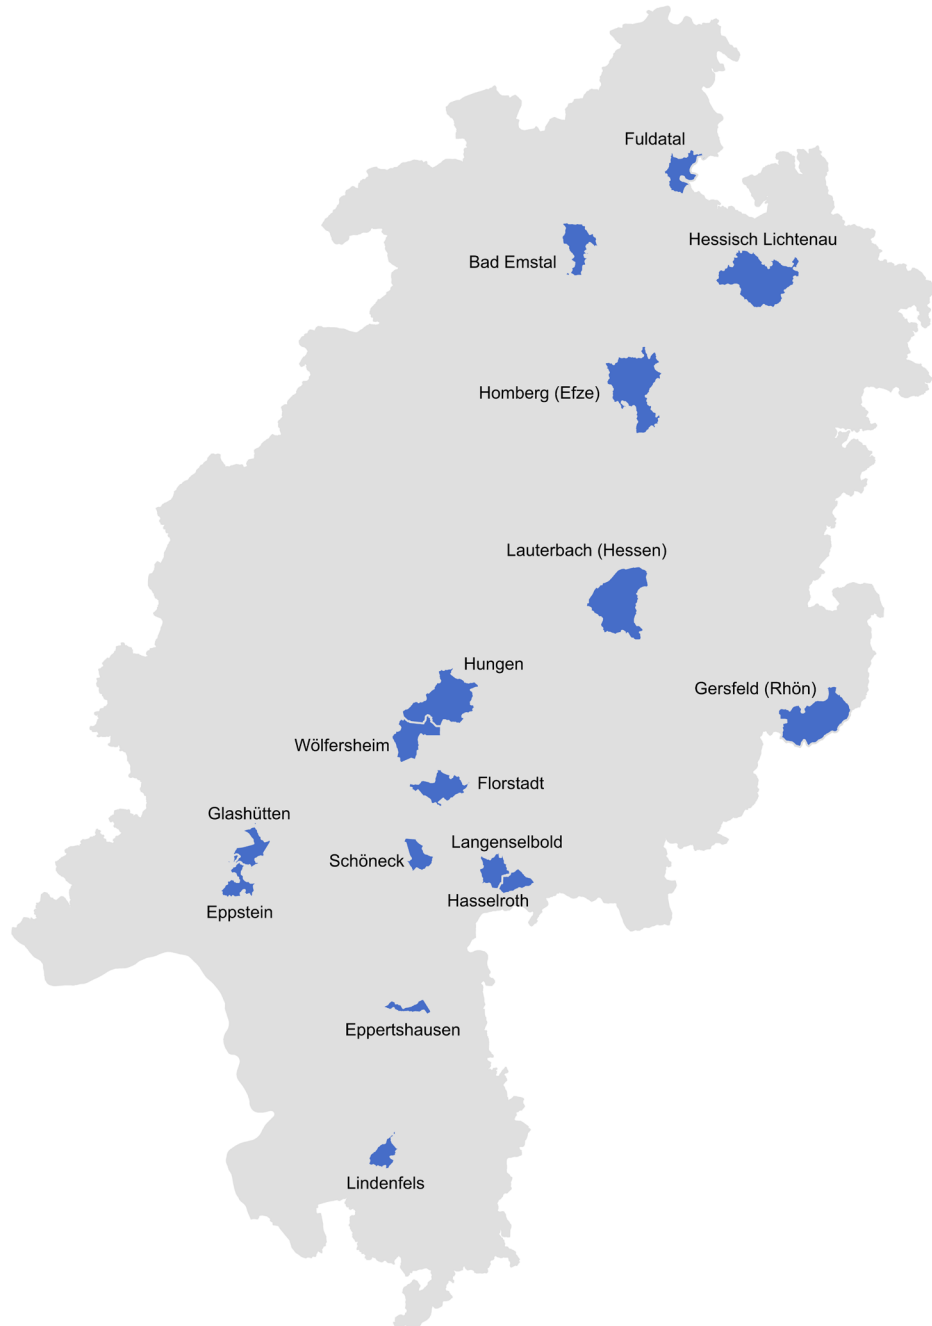 Fuldatal
Hessisch Lichtenau
Bad Emstal
Homberg (Efze)
Lauterbach (Hessen)
Hungen
Gersfeld (Rhön)
Wölfersheim
Florstadt
Glashütten
Langenselbold
Schöneck
Hasselroth
Eppstein
Eppertshausen
Lindenfels